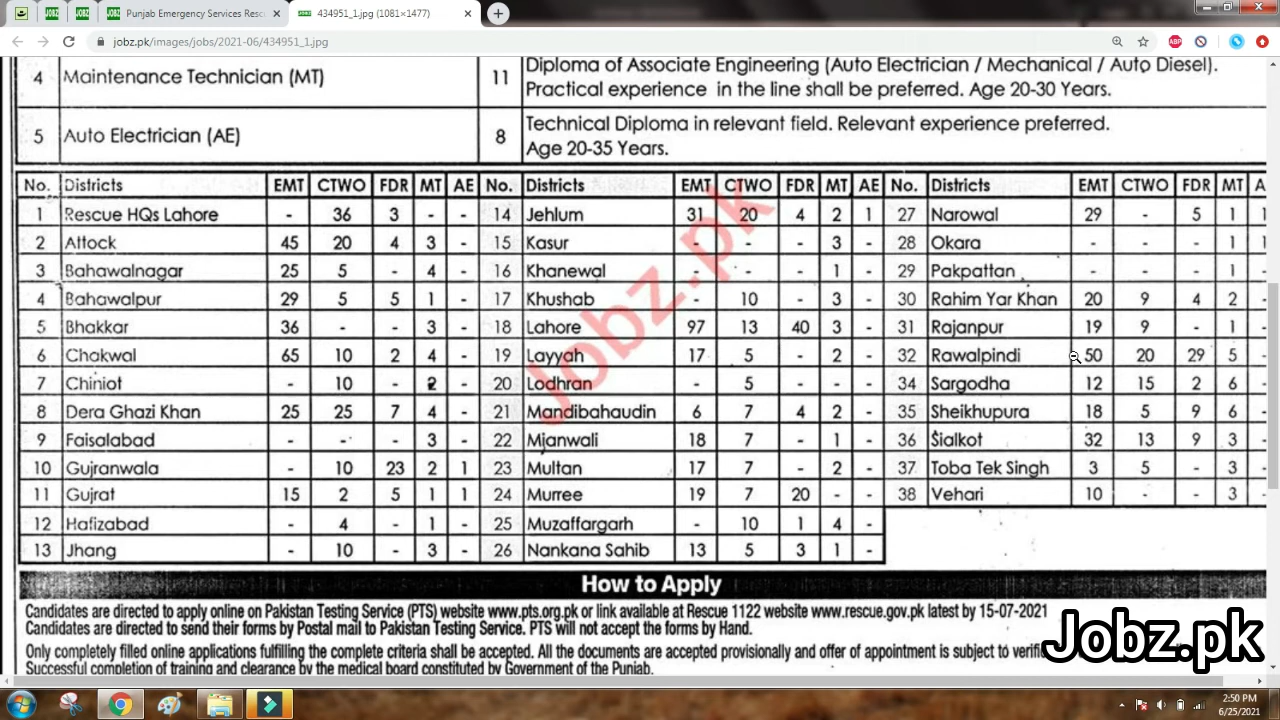 Punjab Emergency Services Resc
434951_1.jpg (1081×1477)
jobz.pk/images/jobs/2021-06/434951_1.jpg
4 Maintenance Technician (MT) 11 Diploma of Associate Engineering (Auto Electrician / Mechanical / Auto Diesel).
Practical experience in the line shall be preferred. Age 20-30 Years.
5 Auto Electrician (AE) 8 Technical Diploma in relevant field. Relevant experience preferred.
Age 20-35 Years.
No. Districts EMT CTWO FDR MT AE No. Districts EMT CTWO FDR MT AE No. Districts EMT CTWO FDR MT
1 Rescue HQs Lahore - 36 3 - - 14 Jehlum 31 20 4 2 1 27 Narowal 29 - 5 1 1
2 Attock 45 20 4 3 - 15 Kasur - - - 3 - 28 Okara - - - 1 1
3 Bahawalnagar 25 5 - 4 - 16 Khanewal - - - 1 - 29 Pakpattan - - - 1 -
4 Bahawalpur 29 5 5 1 - 17 Khushab - 10 - 3 - 30 Rahim Yar Khan 20 9 4 2 -
5 Bhakkar 36 - - 3 - 18 Lahore 97 13 40 3 - 31 Rajanpur 19 9 - 1 -
6 Chakwal 65 10 2 4 - 19 Layyah 17 5 - 2 - 32 Rawalpindi 50 20 29 5 -
7 Chiniot - 10 - 2 - 20 Lodhran - 5 - - - 34 Sargodha 12 15 2 6 -
8 Dera Ghazi Khan 25 25 7 4 - 21 Mandibahaudin 6 7 4 2 - 35 Sheikhupura 18 5 9 6 -
9 Faisalabad - - - 3 - 22 Mianwali 18 7 - 1 - 36 Sialkot 32 13 9 3 -
10 Gujranwala - 10 23 2 1 23 Multan 17 7 - 2 - 37 Toba Tek Singh 3 5 - 3 -
11 Gujrat 15 2 5 1 1 24 Murree 19 7 20 - - 38 Vehari 10 - - 3 -
12 Hafizabad - 4 - 1 - 25 Muzaffargarh - 10 1 4 -
13 Jhang - 10 - 3 - 26 Nankana Sahib 13 5 3 1 -
Jobz.pk
How to Apply
Candidates are directed to apply online on Pakistan Testing Service (PTS) website www.pts.org.pk or link available at Rescue 1122 website www.rescue.gov.pk latest by 15-07-2021
Candidates are directed to send their forms by Postal mail to Pakistan Testing Service. PTS will not accept the forms by Hand.
Only completely filled online applications fulfilling the complete criteria shall be accepted. All the documents are accepted provisionally and offer of appointment is subject to
Successful completion of training and clearance by the medical board constituted by Government of the Punjab.
Jobz.pk
2:50 PM
6/25/2021